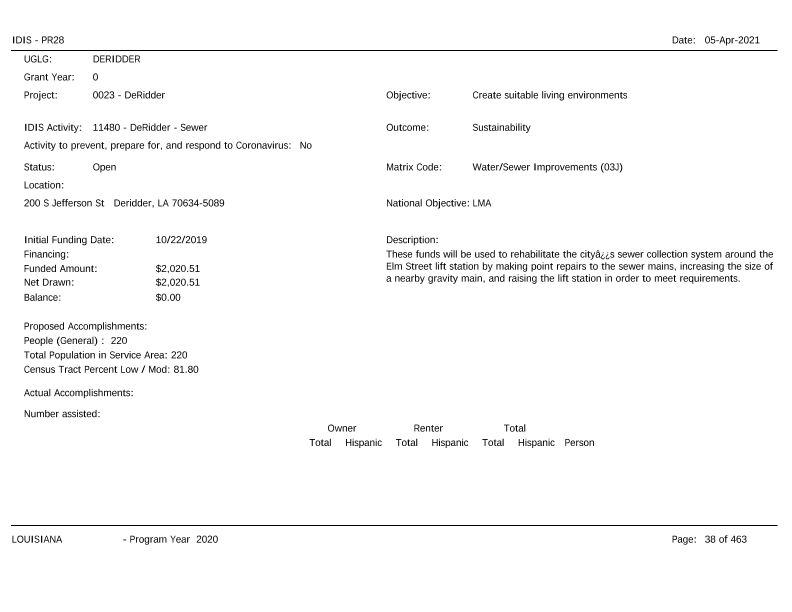 IDIS - PR28 Date: 05-Apr-2021
UGLG: DERIDDER
Grant Year: 0
Project: 0023 - DeRidder Objective: Create suitable living environments
IDIS Activity: 11480 - DeRidder - Sewer Outcome: Sustainability
Activity to prevent, prepare for, and respond to Coronavirus: No
Status: Open Matrix Code: Water/Sewer Improvements (03J)
Location:
200 S Jefferson St Deridder, LA 70634-5089 National Objective: LMA
Initial Funding Date: 10/22/2019 Description:
Financing: These funds will be used to rehabilitate the cityâ¿¿s sewer collection system around the
Funded Amount: $2,020.51 Elm Street lift station by making point repairs to the sewer mains, increasing the size of
Net Drawn: $2,020.51 a nearby gravity main, and raising the lift station in order to meet requirements.
Balance: $0.00
Proposed Accomplishments:
People (General) : 220
Total Population in Service Area: 220
Census Tract Percent Low / Mod: 81.80
Actual Accomplishments:
Number assisted:
Owner Renter Total
Total Hispanic Total Hispanic Total Hispanic Person
LOUISIANA - Program Year 2020 Page: 38 of 463